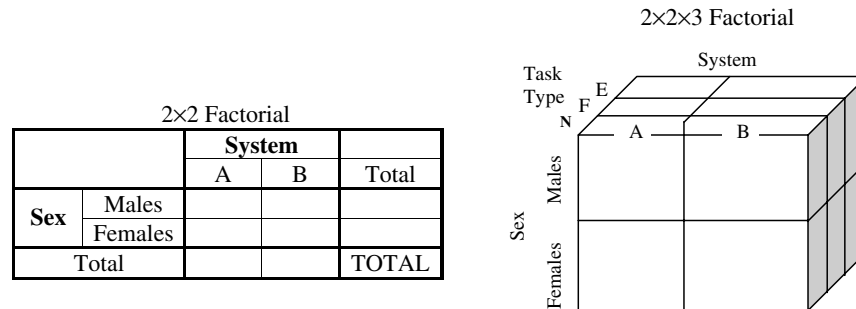 2×2 Factorial
System
A B Total
Sex Males
Females
Total TOTAL
2×2×3 Factorial
System
Task
Type
E
F
N
A B
Males
Sex
Females